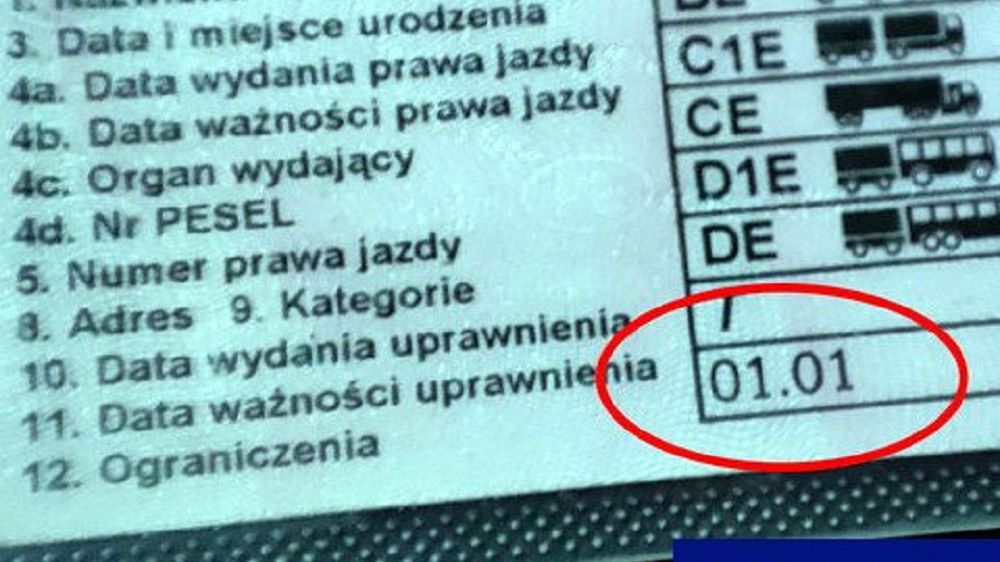 3. Data i miejsce urodzenia
4a. Data wydania prawa jazdy
4b. Data ważności prawa jazdy
4c. Organ wydający
4d. Nr PESEL
5. Numer prawa jazdy
8. Adres 9. Kategorie
10. Data wydania uprawnienia
11. Data ważności uprawnienia
12. Ograniczenia
C1E
CE
D1E
DE
01.01